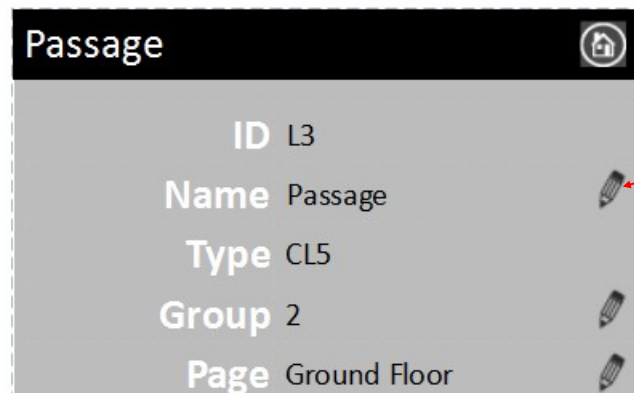 Passage
ID L3
Name Passage
Type CL5
Group 2
Page Ground Floor